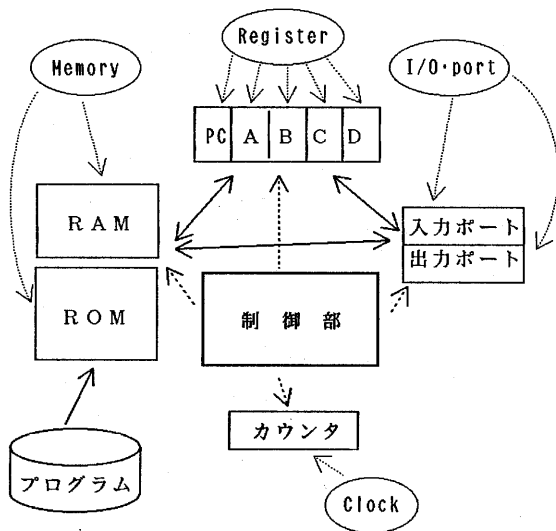 Register
Memory
I/O・port
PC A B C D
RAM
入力ポート
出力ポート
ROM
制御部
カウンタ
プログラム
Clock